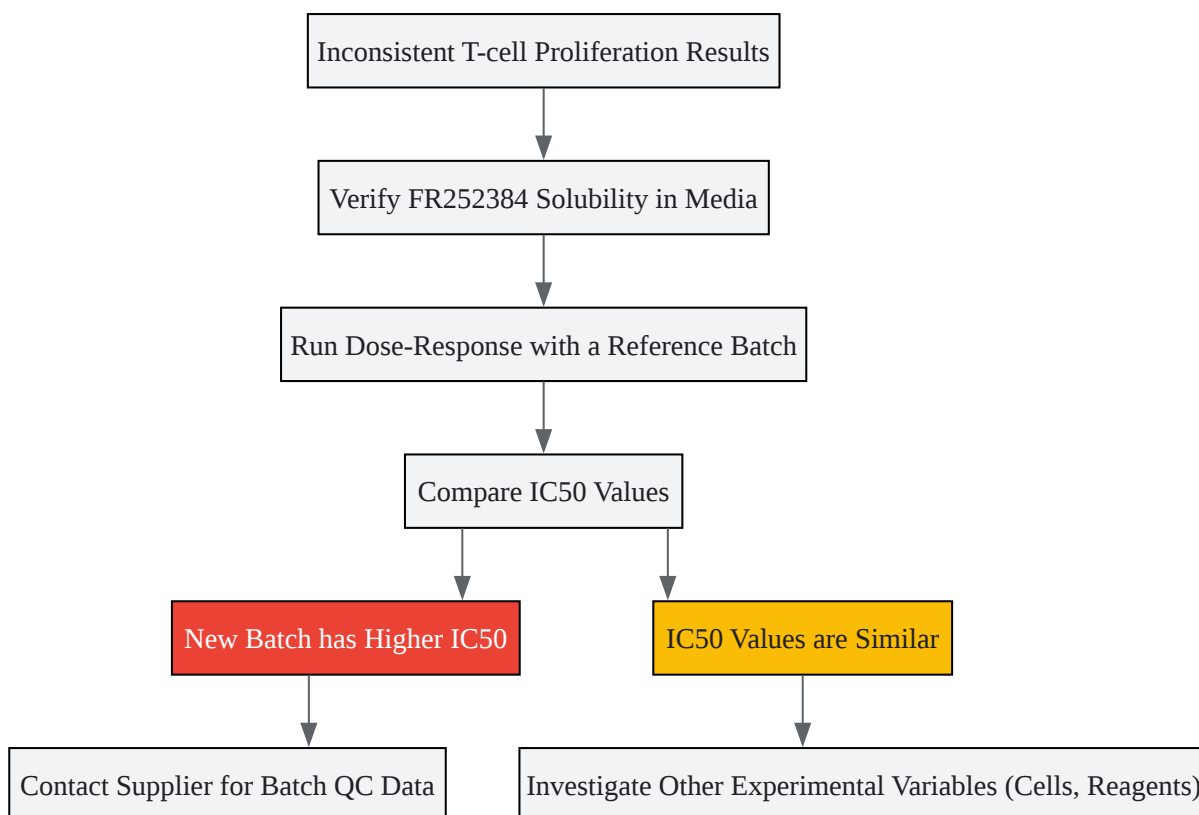 Inconsistent T-cell Proliferation Results
Verify FR252384 Solubility in Media
Run Dose-Response with a Reference Batch
Compare IC50 Values
New Batch has Higher IC50
IC50 Values are Similar
Contact Supplier for Batch QC Data
Investigate Other Experimental Variables (Cells, Reagents)